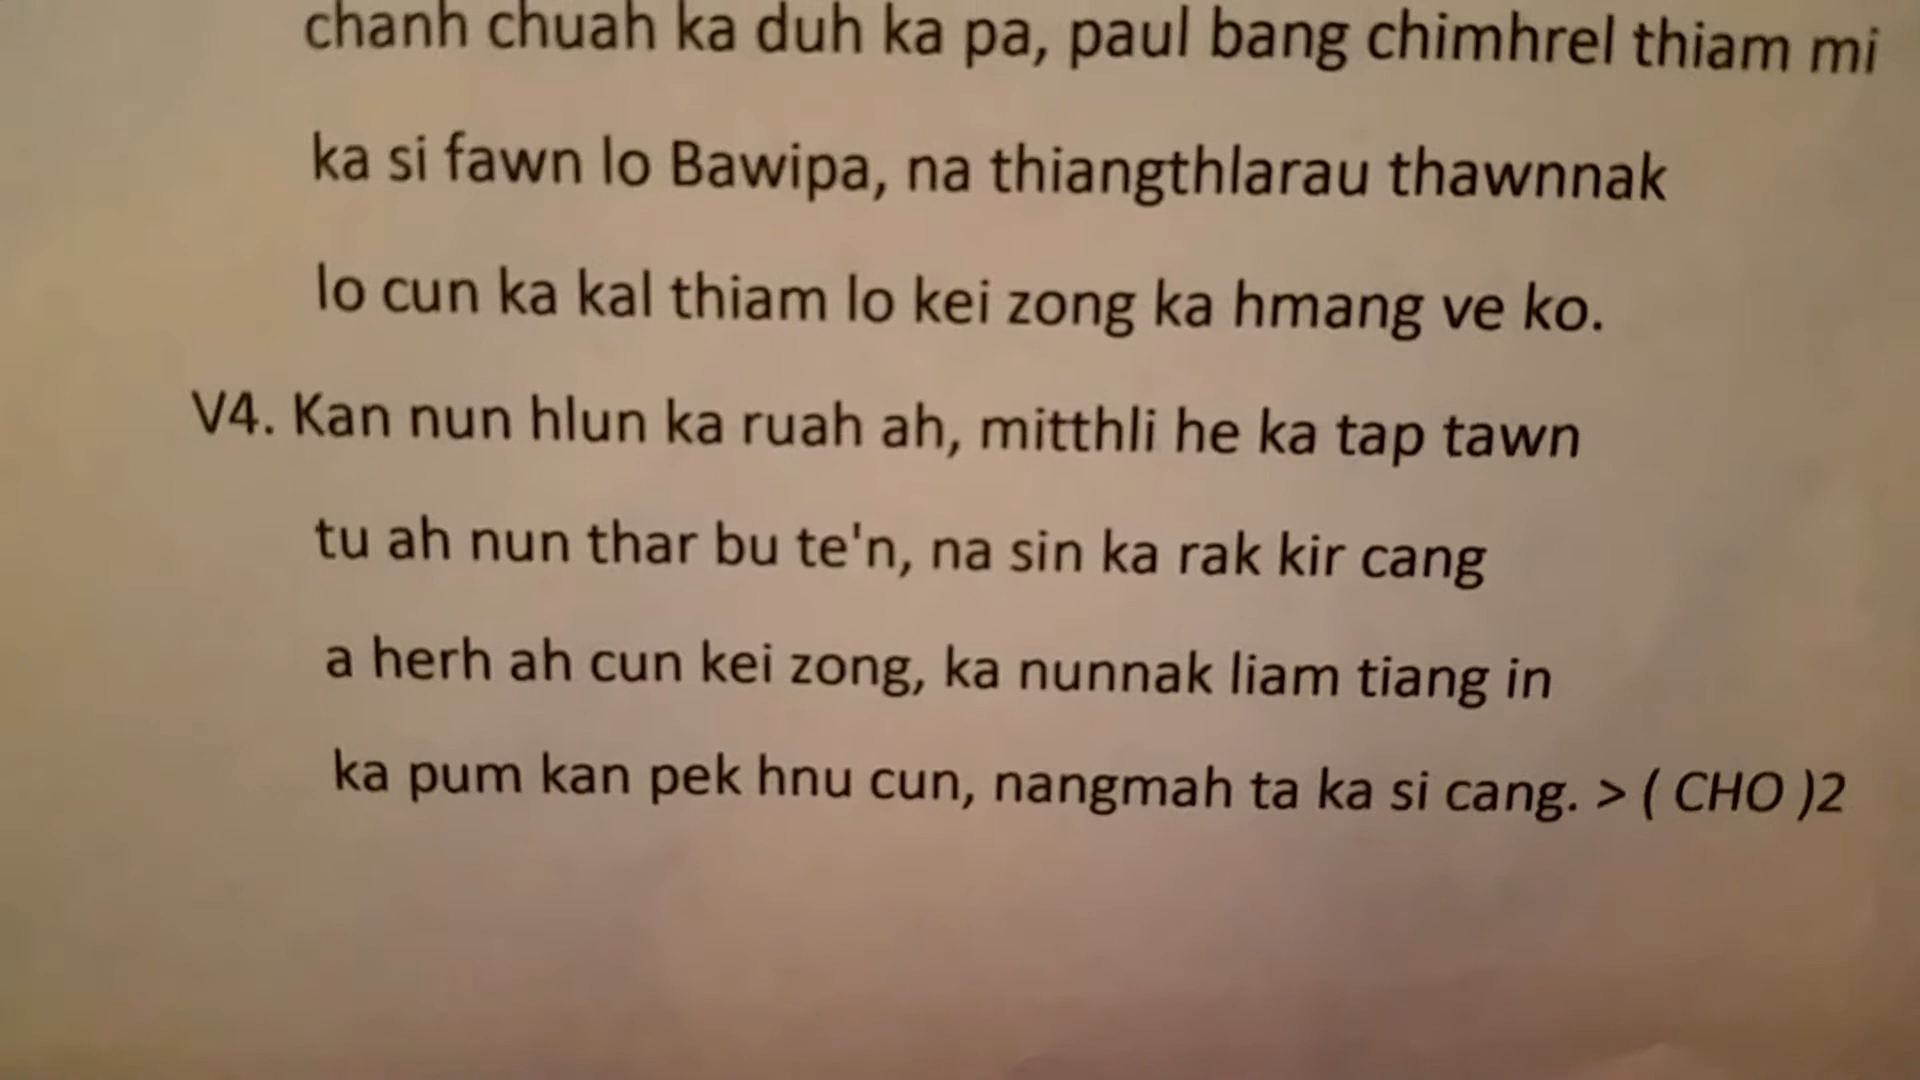 chanh chuah ka duh ka pa, paul bang chimhrel thiam mi
ka si fawn lo Bawipa, na thiangthlarau thawnnak
lo cun ka kal thiam lo kei zong ka hmang ve ko.
V4. Kan nun hlun ka ruah ah, mitthli he ka tap tawn
tu ah nun thar bu te'n, na sin ka rak kir cang
a herh ah cun kei zong, ka nunnak liam tiang in
ka pum kan pek hnu cun, nangmah ta ka si cang. > ( CHO )2